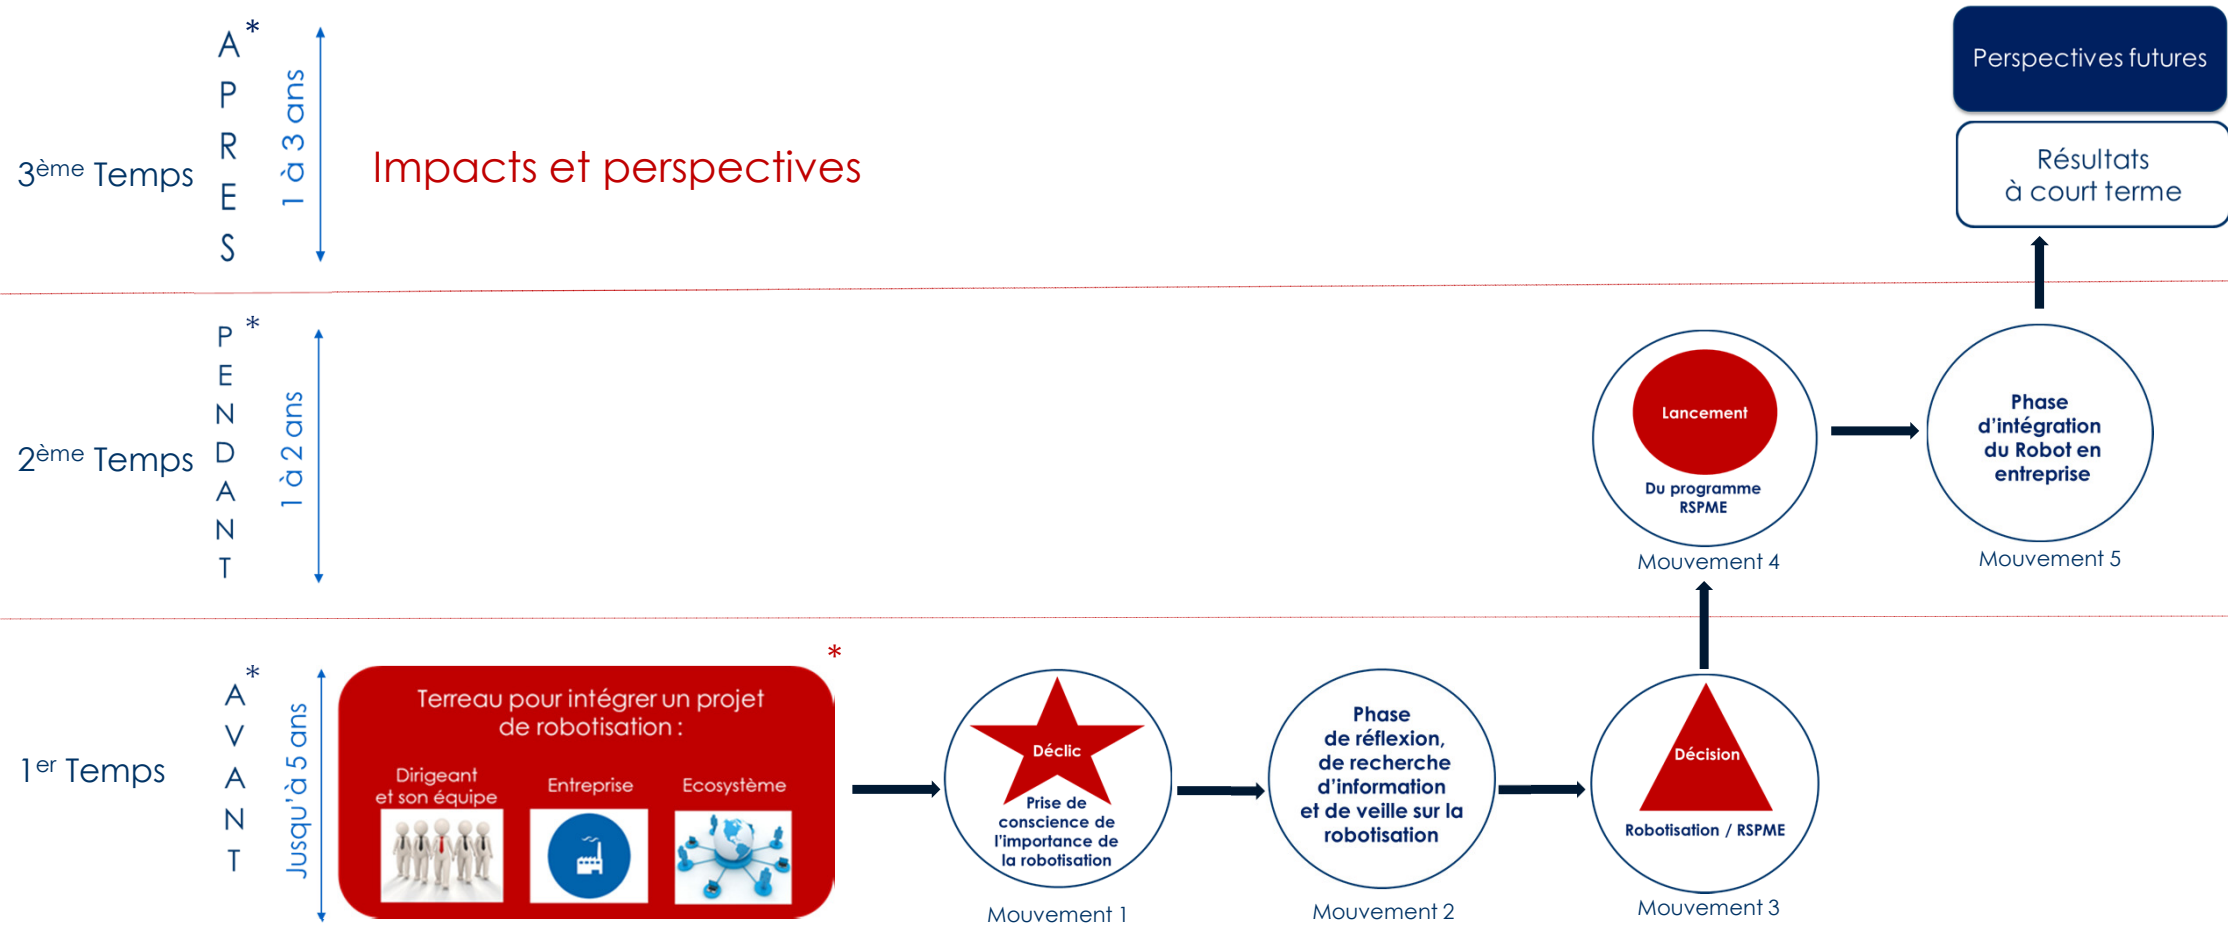 3ème Temps
APRES*
1 à 3 ans
Impacts et perspectives
Perspectives futures
Résultats
à court terme
2ème Temps
PENDANT*
1 à 2 ans
Lancement
Du programme
RSPME
Mouvement 4
Phase
d'intégration
du Robot en
entreprise
Mouvement 5
1er Temps
AVANT*
Jusqu'à 5 ans
*
Terreau pour intégrer un projet
de robotisation :
Dirigeant
et son équipe
Entreprise
Ecosystème
Déclic
Prise de
conscience de
l'importance de
la robotisation
Mouvement 1
Phase
de réflexion,
de recherche
d'information
et de veille sur la
robotisation
Mouvement 2
Décision
Robotisation / RSPME
Mouvement 3